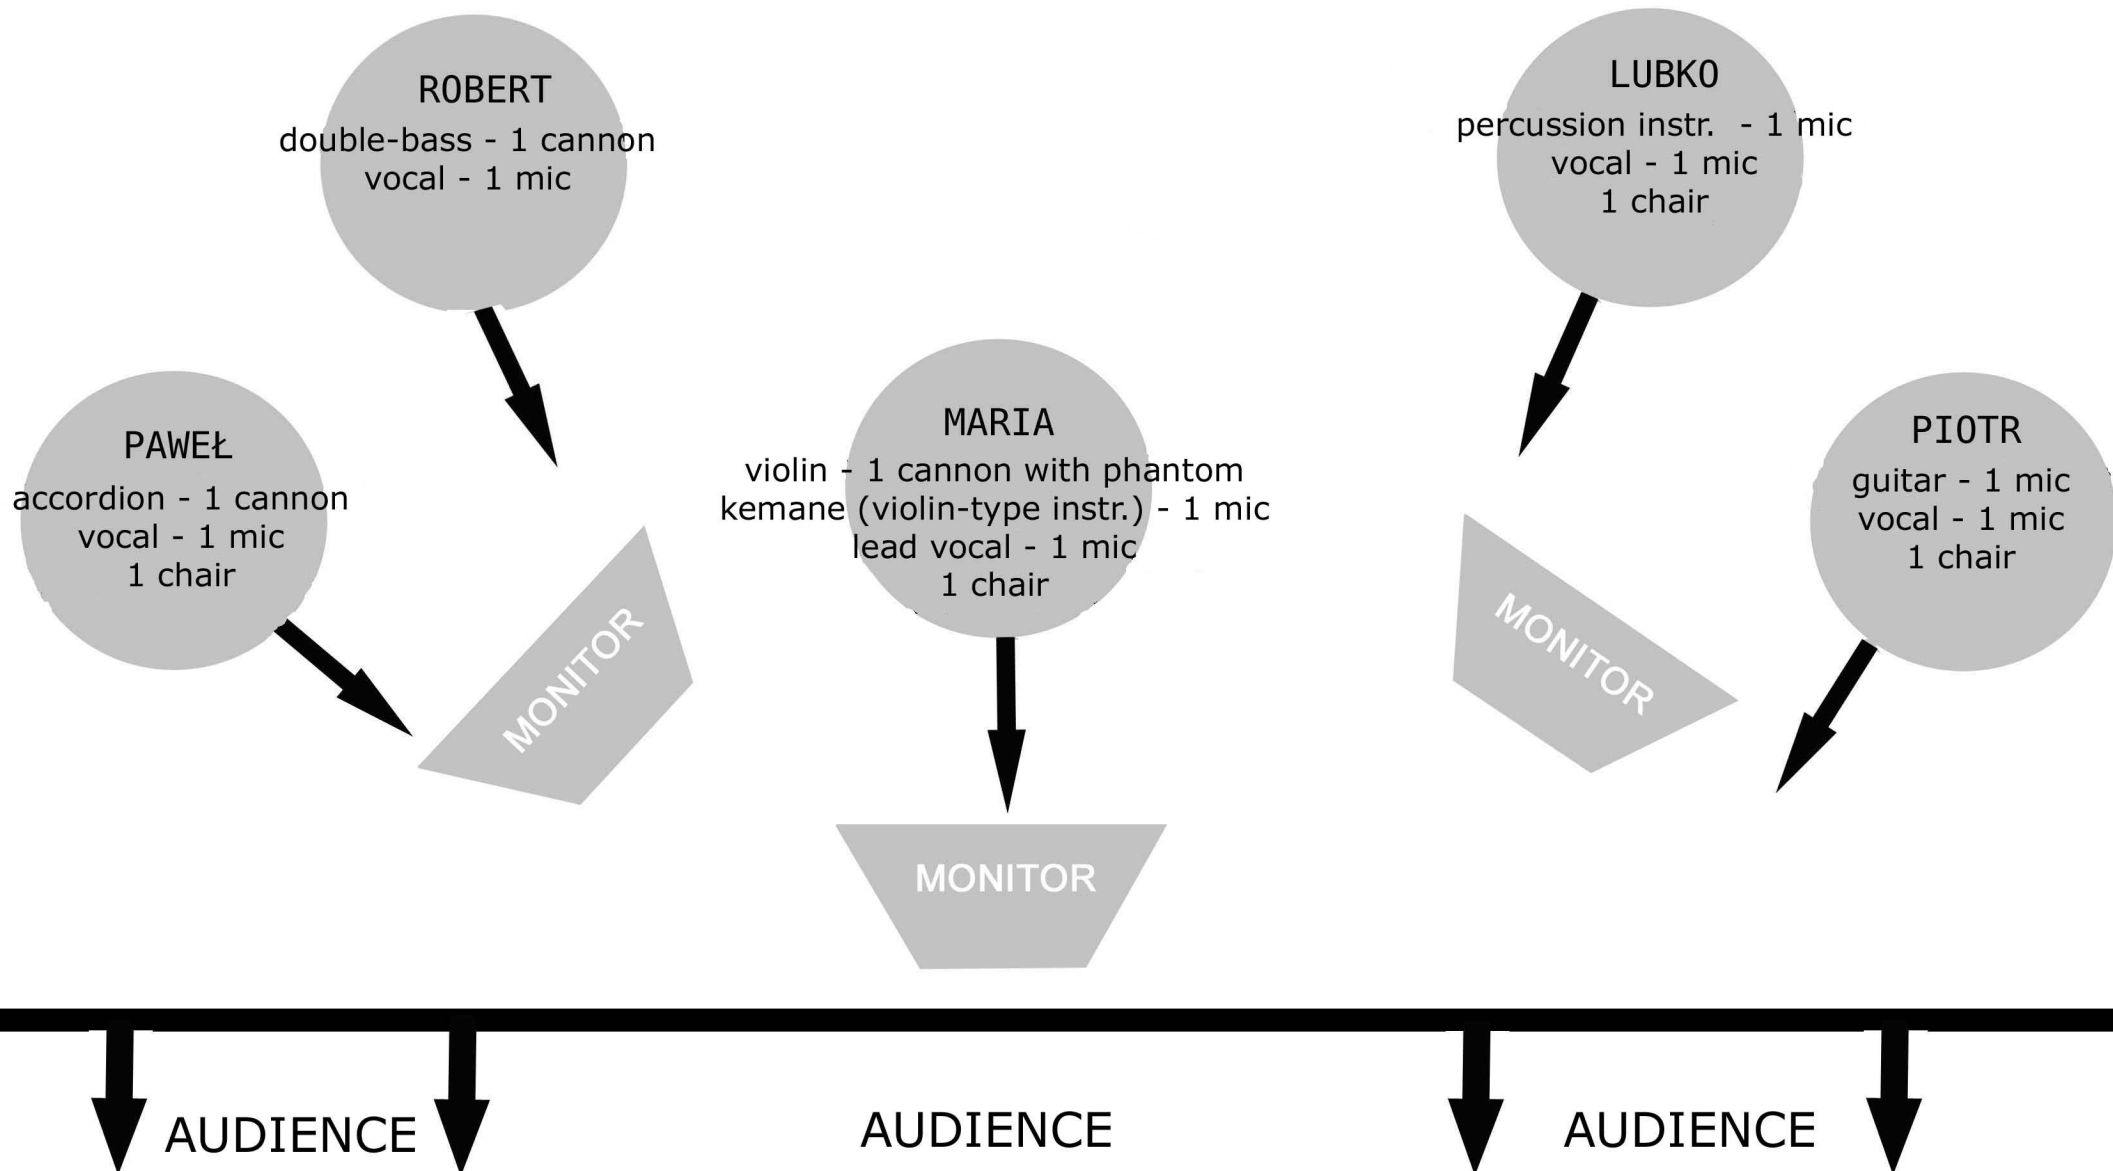 ROBERT
double-bass - 1 cannon
vocal - 1 mic
LUBKO
percussion instr.  - 1 mic
vocal - 1 mic
1 chair
PAWEŁ
accordion - 1 cannon
vocal - 1 mic
1 chair
MARIA
violin - 1 cannon with phantom
kemane (violin-type instr.) - 1 mic
lead vocal - 1 mic
1 chair
PIOTR
guitar - 1 mic
vocal - 1 mic
1 chair
MONITOR
MONITOR
MONITOR
AUDIENCE
AUDIENCE
AUDIENCE